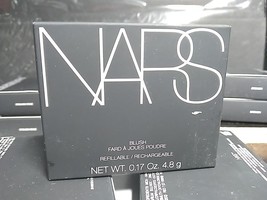 NARS
BLUSH
FARD À JOUES POUDRE
REFILLABLE / RECHARGEABLE
NET WT. 0.17 Oz. 4.8 g